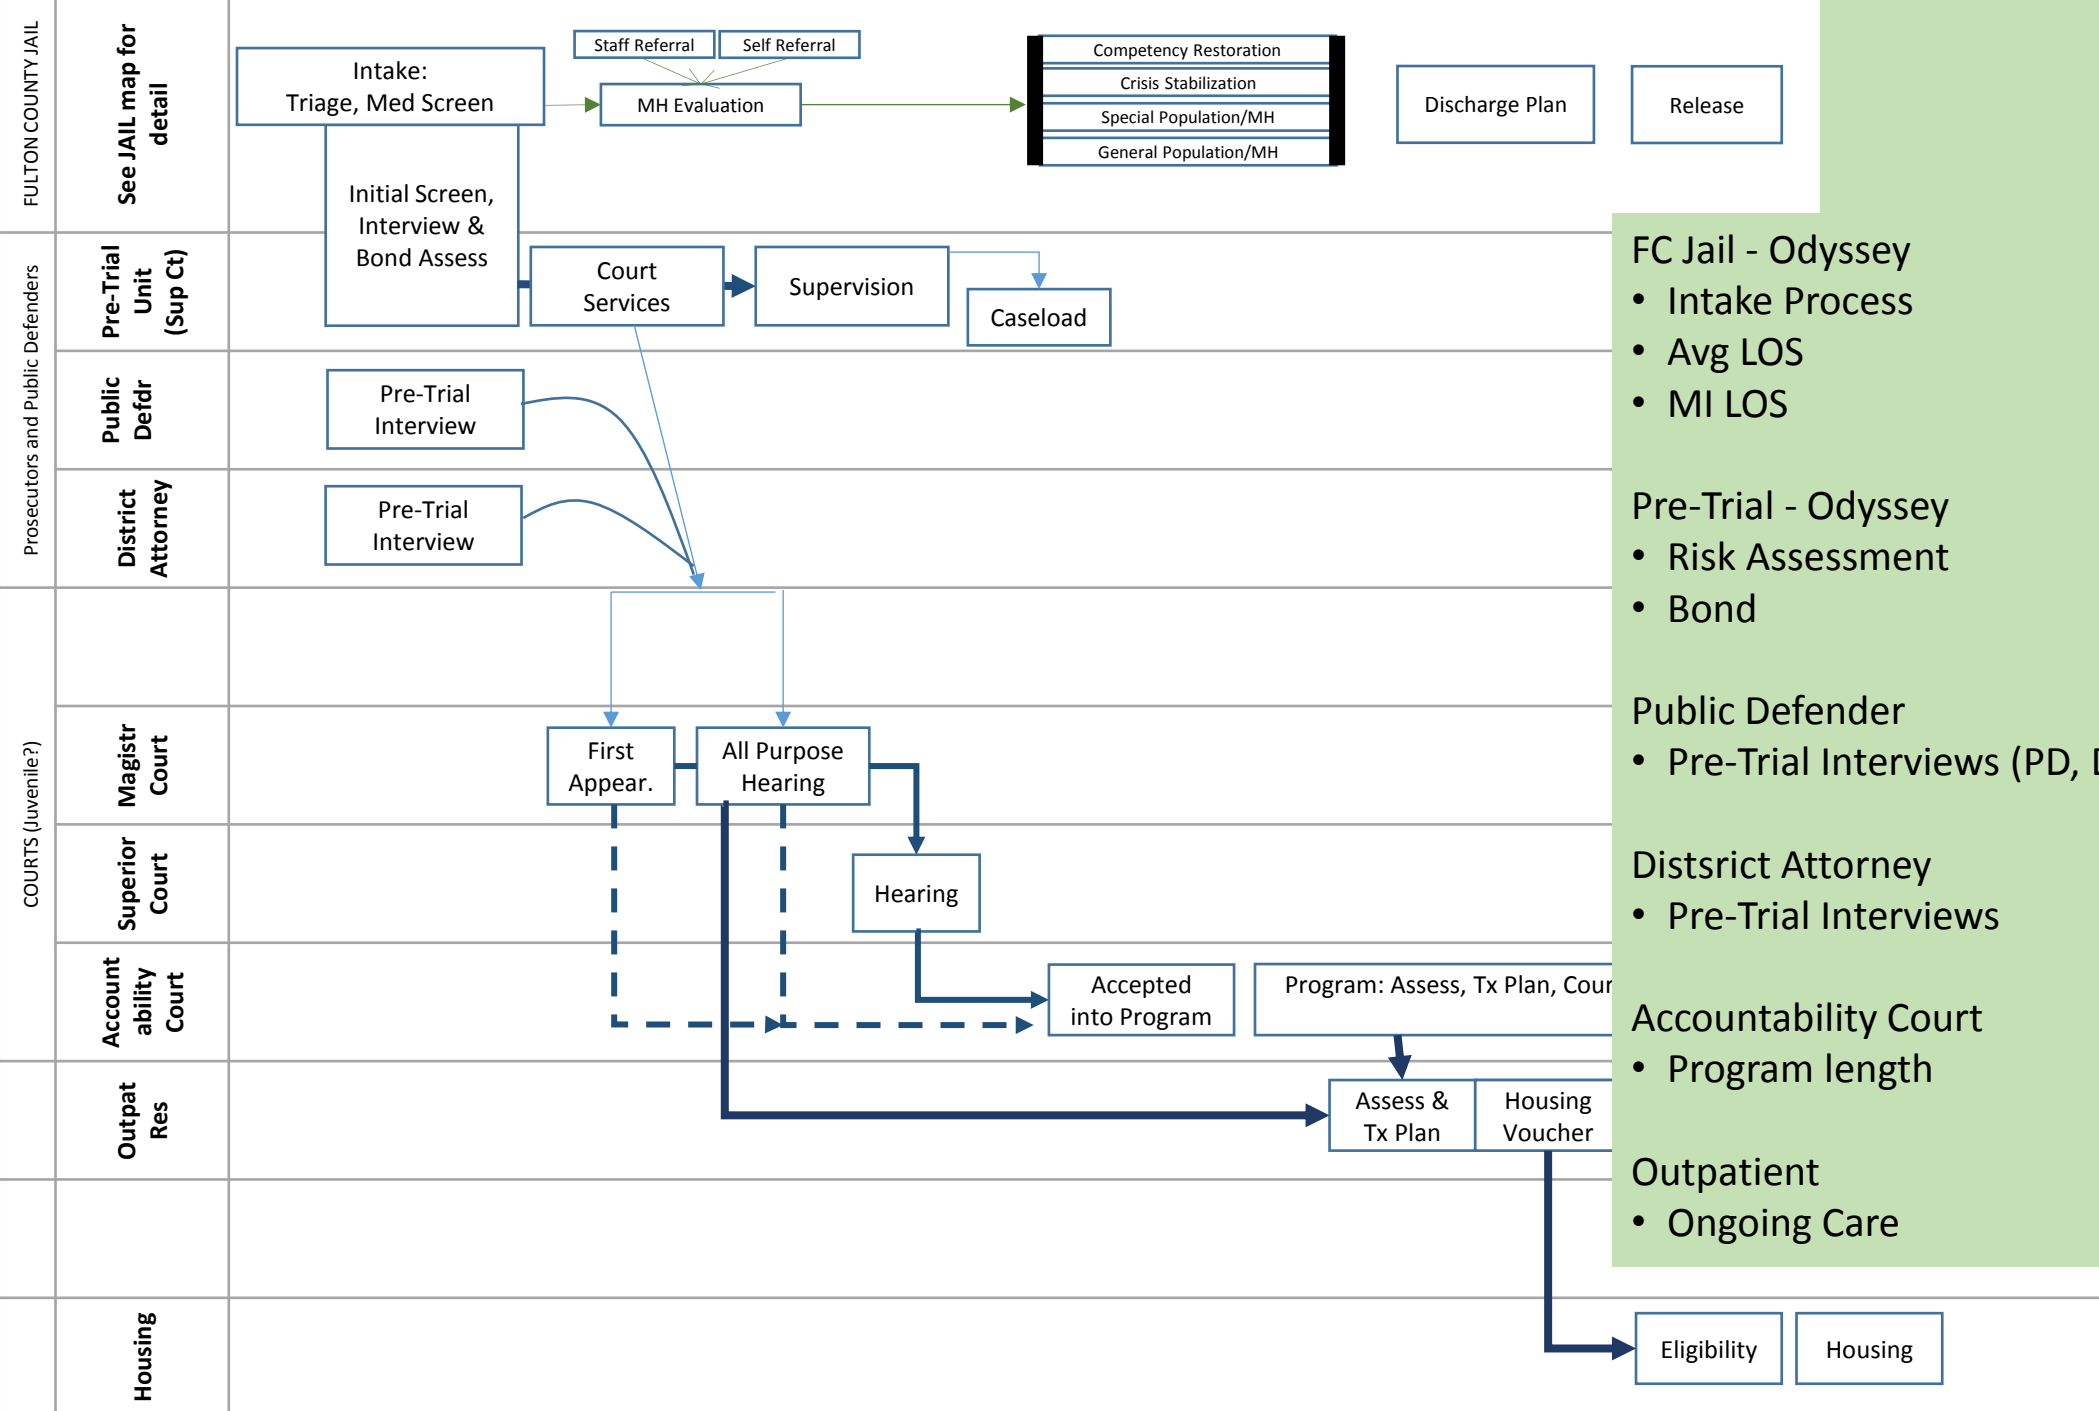 FULTON COUNTY JAIL
See JAIL map for
detail
Intake:
Triage, Med Screen
Staff Referral
Self Referral
MH Evaluation
Competency Restoration
Crisis Stabilization
Special Population/MH
General Population/MH
Discharge Plan
Release
Initial Screen,
Interview &
Bond Assess
Prosecutors and Public Defenders
Pre-Trial
Unit
(Sup Ct)
Court
Services
Supervision
Caseload
Public
Defdr
Pre-Trial
Interview
District
Attorney
Pre-Trial
Interview
COURTS (Juvenile?)
Magistr
Court
First
Appear.
All Purpose
Hearing
Superior
Court
Hearing
Account
ability
Court
Accepted
into Program
Program: Assess, Tx Plan, Cour
Outpat
Res
Assess &
Tx Plan
Housing
Voucher
Housing
Eligibility
Housing
FC Jail - Odyssey
• Intake Process
• Avg LOS
• MI LOS
Pre-Trial - Odyssey
• Risk Assessment
• Bond
Public Defender
• Pre-Trial Interviews (PD,
Distsrict Attorney
• Pre-Trial Interviews
Accountability Court
• Program length
Outpatient
• Ongoing Care